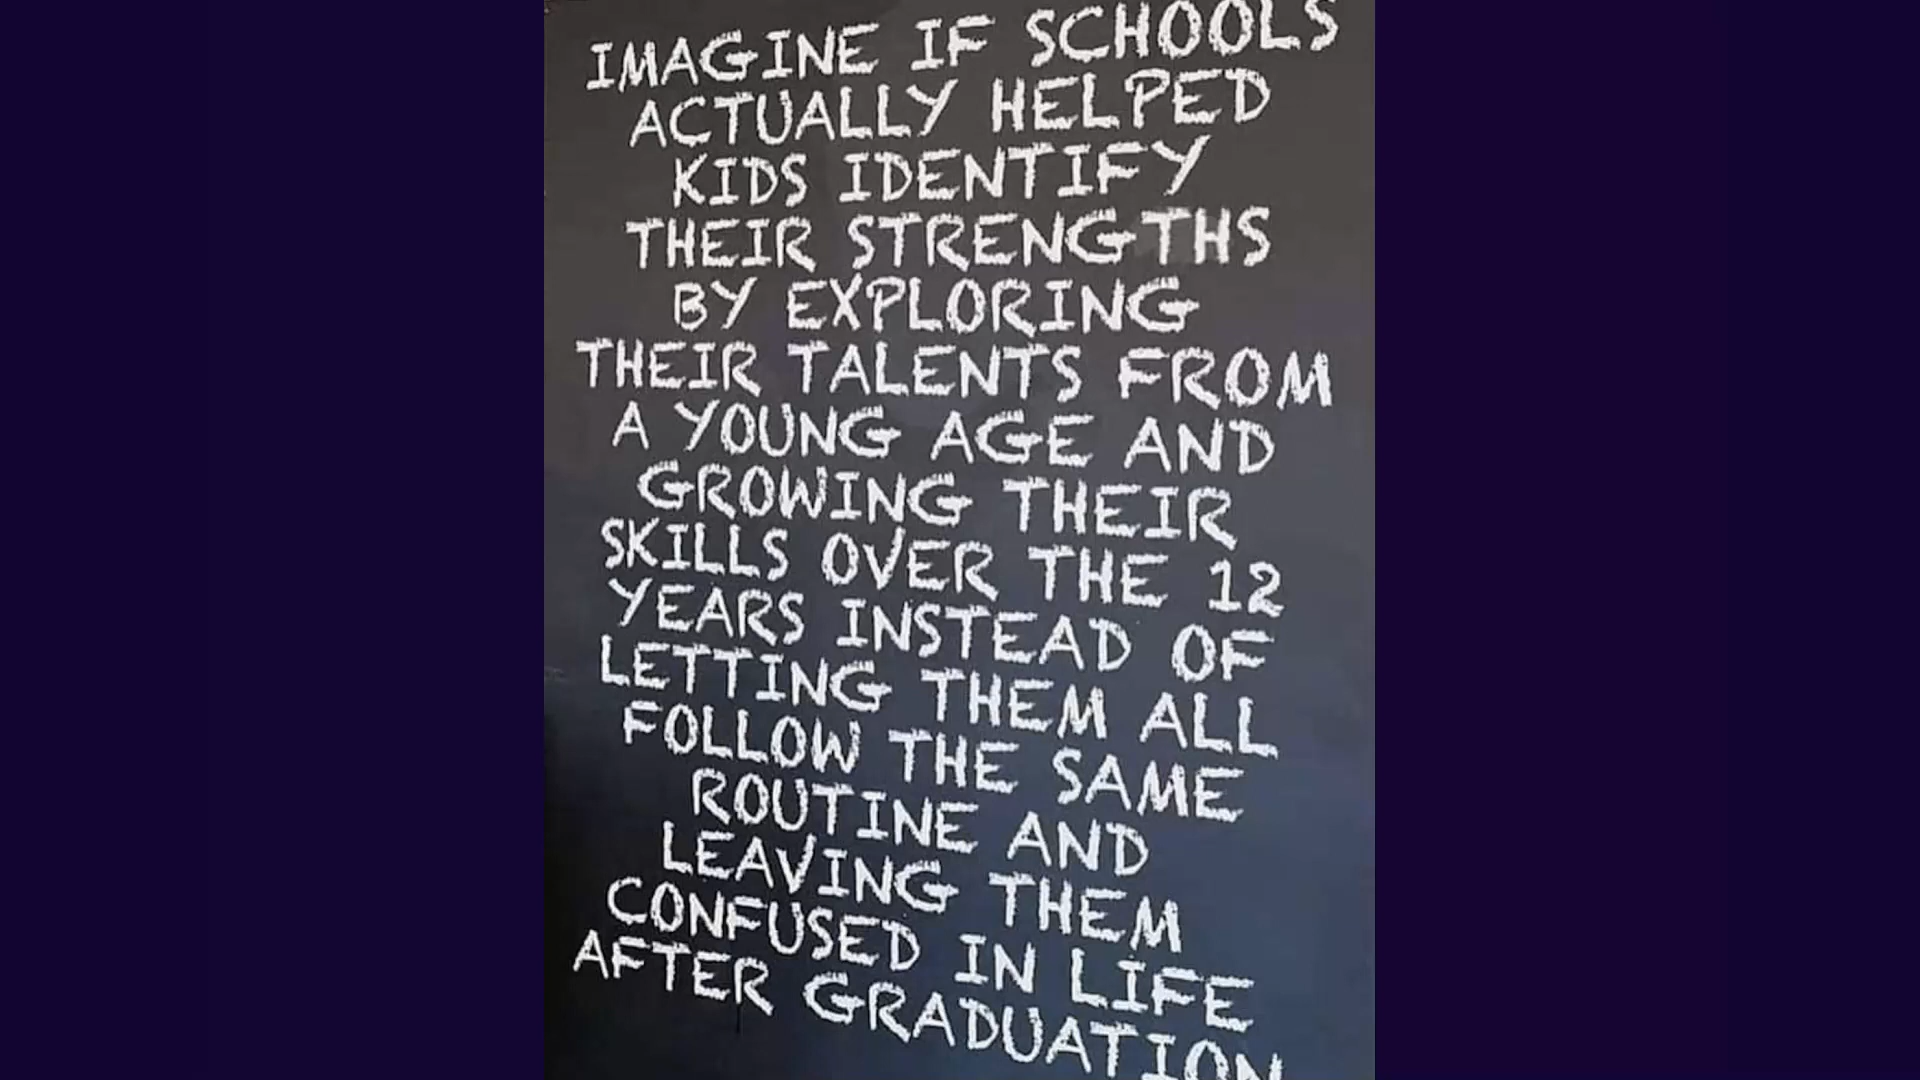 IMAGINE IF SCHOOLS
ACTUALLY HELPED
KIDS IDENTIFY
THEIR STRENGTHS
BY EXPLORING
THEIR TALENTS FROM
A YOUNG AGE AND
GROWING THEIR
SKILLS OVER THE 12
YEARS INSTEAD OF
LETTING THEM ALL
FOLLOW THE SAME
ROUTINE AND
LEAVING THEM
CONFUSED IN LIFE
AFTER GRADUATION